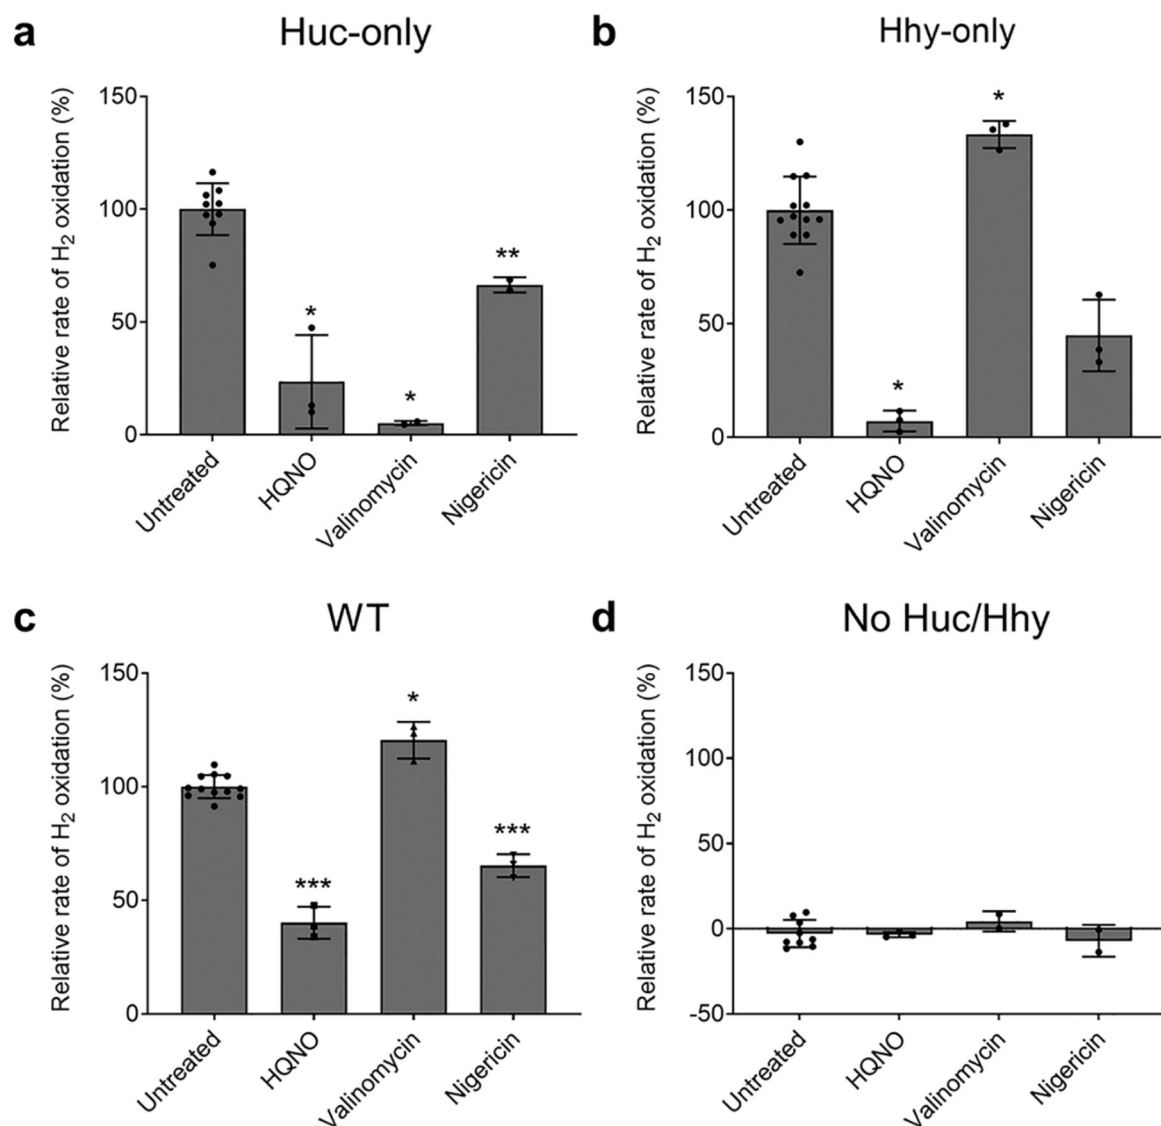 a
Huc-only
Relative rate of H₂ oxidation (%)
150
100
50
0
*
*
**
Untreated
HQNO
Valinomycin
Nigericin
b
Hhy-only
Relative rate of H₂ oxidation (%)
150
100
50
0
*
*
Untreated
HQNO
Valinomycin
Nigericin
c
WT
Relative rate of H₂ oxidation (%)
150
100
50
0
***
*
***
Untreated
HQNO
Valinomycin
Nigericin
d
No Huc/Hhy
Relative rate of H₂ oxidation (%)
150
100
50
0
-50
Untreated
HQNO
Valinomycin
Nigericin